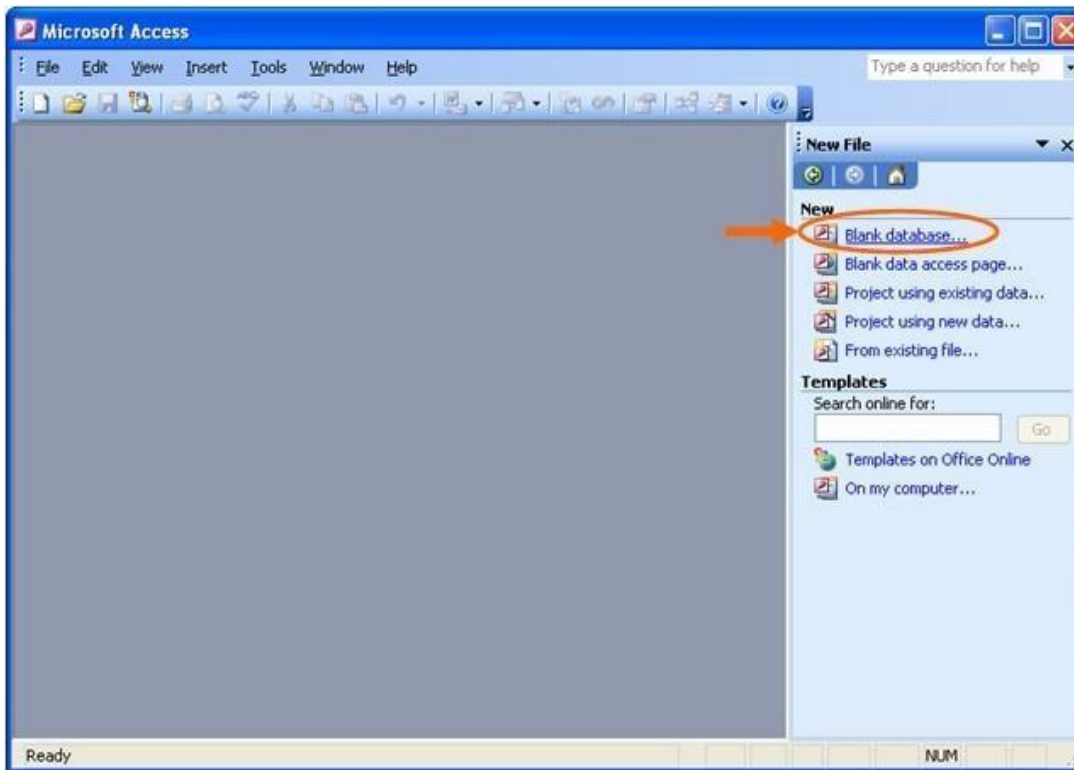 Microsoft Access
File Edit View Insert Tools Window Help
Type a question for help
New File
New
Blank database...
Blank data access page...
Project using existing data...
Project using new data...
From existing file...
Templates
Search online for:
Go
Templates on Office Online
On my computer...
Ready
NUM